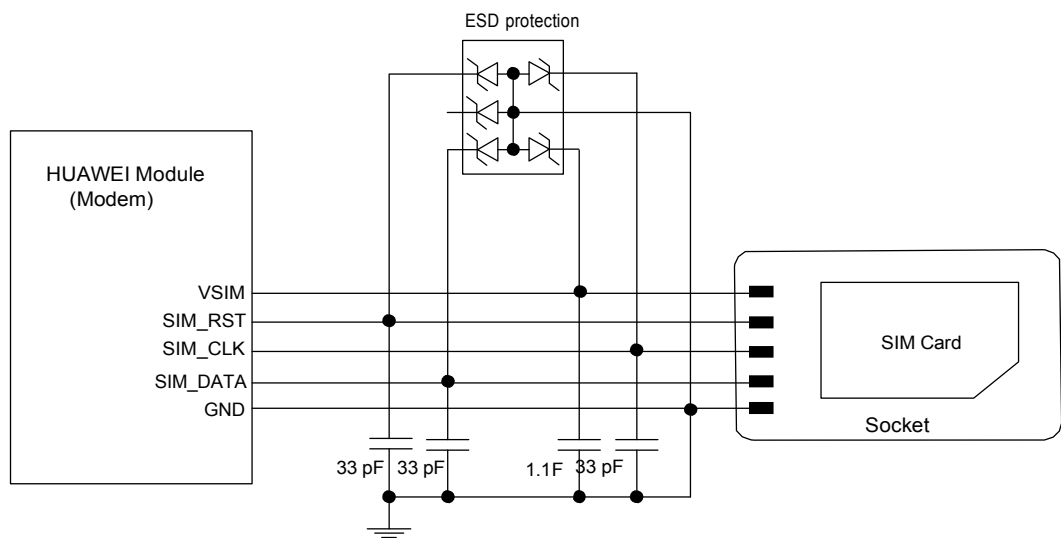 ESD protection
HUAWEI Module
(Modem)
VSIM
SIM_RST
SIM_CLK
SIM_DATA
GND
SIM Card
Socket
33 pF
33 pF
1.1F
33 pF